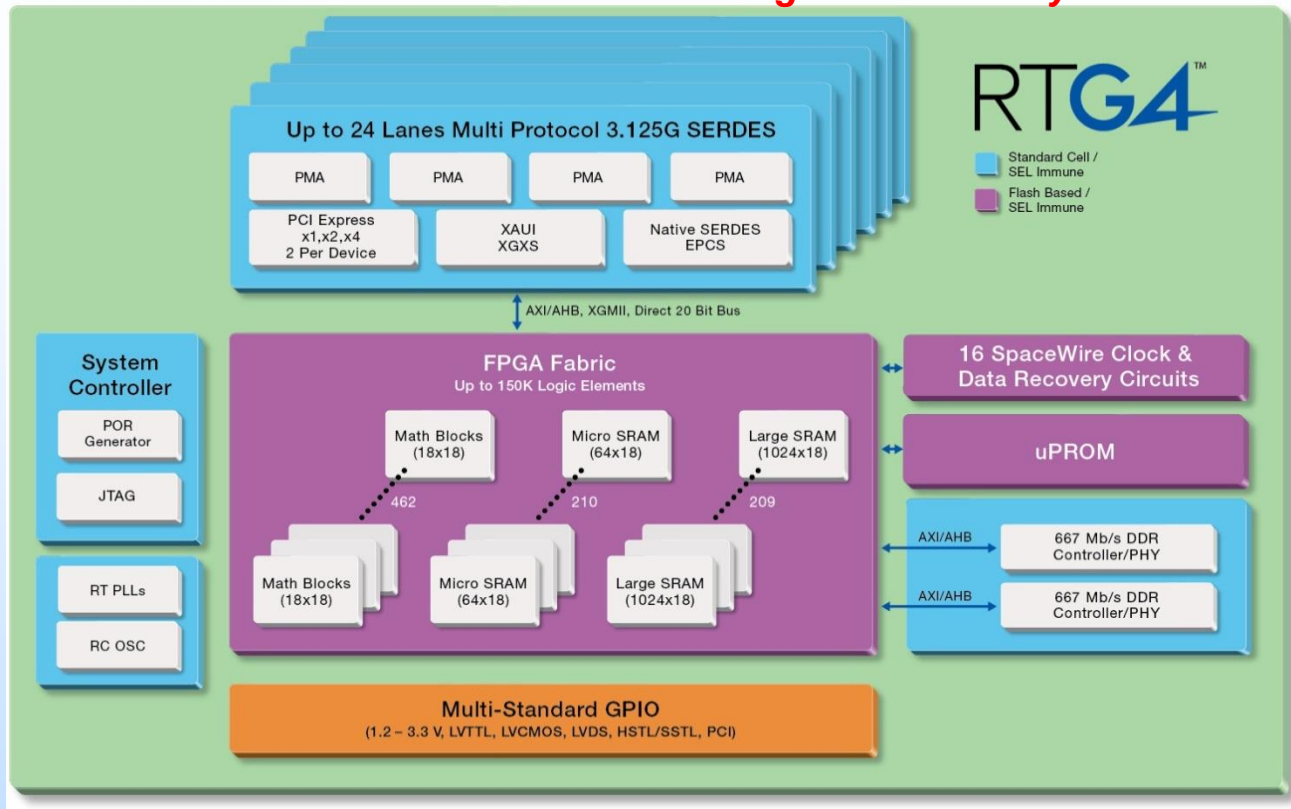 RTG4™
Standard Cell /
SEL Immune
Flash Based /
SEL Immune
Up to 24 Lanes Multi Protocol 3.125G SERDES
PMA
PMA
PMA
PMA
PCI Express
x1,x2,x4
2 Per Device
XAUI
XGXS
Native SERDES
EPCS
AXI/AHB, XGMII, Direct 20 Bit Bus
System
Controller
POR
Generator
JTAG
RT PLLs
RC OSC
FPGA Fabric
Up to 150K Logic Elements
Math Blocks
(18x18)
Micro SRAM
(64x18)
Large SRAM
(1024x18)
462
210
209
Math Blocks
(18x18)
Micro SRAM
(64x18)
Large SRAM
(1024x18)
16 SpaceWire Clock &
Data Recovery Circuits
uPROM
AXI/AHB
667 Mb/s DDR
Controller/PHY
AXI/AHB
667 Mb/s DDR
Controller/PHY
Multi-Standard GPIO
(1.2 – 3.3 V, LVTTL, LVCMOS, LVDS, HSTL/SSTL, PCI)